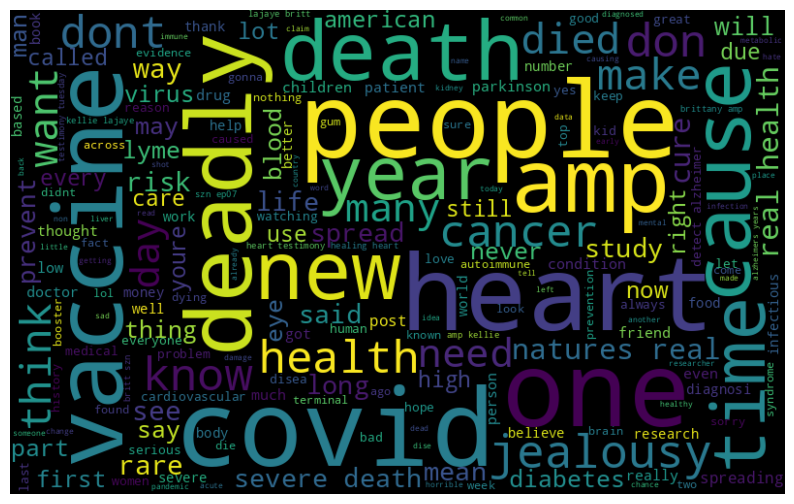 lajaye britt
common
diagnosed
american
great
good
will
man
book
immune
thank
lot
claim
dont
death
died
don
due
called
evidence
gonna
name
causing
hate
metabolic
way
virus
drug
children
patient
parkinson
number
yes
keep
make
based
want
kellie lajaye
testimony tuesday
reason
nothing
kidney
brittany amp
may
help
blood
better
gum
sure
data
top
kid
early
across
caused
people
vaccine
deadly
year
amp
cause
time
lyme
every
shot
risk
country
word
today
infection
place
cure
right
real
health
back
didnt
prevent
care
life
many
still
cancer
study
detect alzheimer
alzheimers years
thought
day
youre
szn ep07
work
watching
use
spread
never
non
liver
read
mental
little
fact
heart testimony
healing heart
love
autoimmune
condition
let
come
made
low
getting
already
new
heart
tell
idea
world
left
now
doctor
lol
money
dying
eye
look
prevention
always
food
infectious
think
booster
sad
well
said
human
post
known
another
friend
researcher
everyone
thing
got
amp kellie
even
medical
problem
damage
health
need
natures real
history
britt szn
disea
one
diagnosi
syndrome
know
long
high
cardiovascular
much
ago
found
see
terminal
hope
person
healthy
sorry
covid
jealousy
someone
change
say
body
bad
dead
dise
believe
brain
research
part
serious
die
last
first
women
rare
severe
severe death
mean
diabetes
really
spreading
pandemic
acute
horrible
week
chance
two